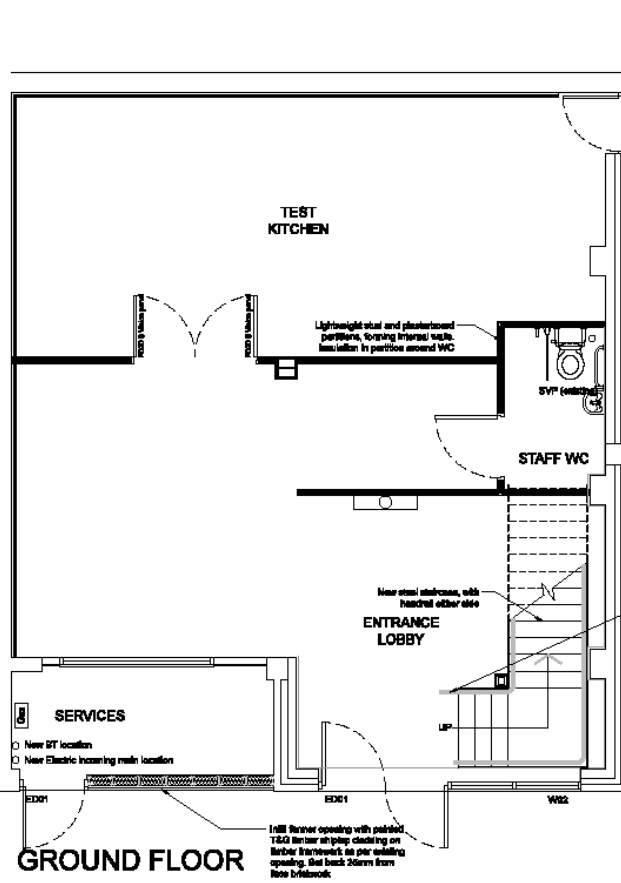 TEST
KITCHEN
Lightweight stud and plasterboard
partitions, forming internal walls.
Insulation in partition around WC
SVP (existing)
STAFF WC
New steel staircase, with
handrail either side
ENTRANCE
LOBBY
Gas
SERVICES
UP
New BT location
New Electric incoming main location
ED01
ED01
W02
Infill former opening with painted
T&G timber shiplap cladding on
timber framework as per existing
opening. Set back 25mm from
face brickwork
GROUND FLOOR